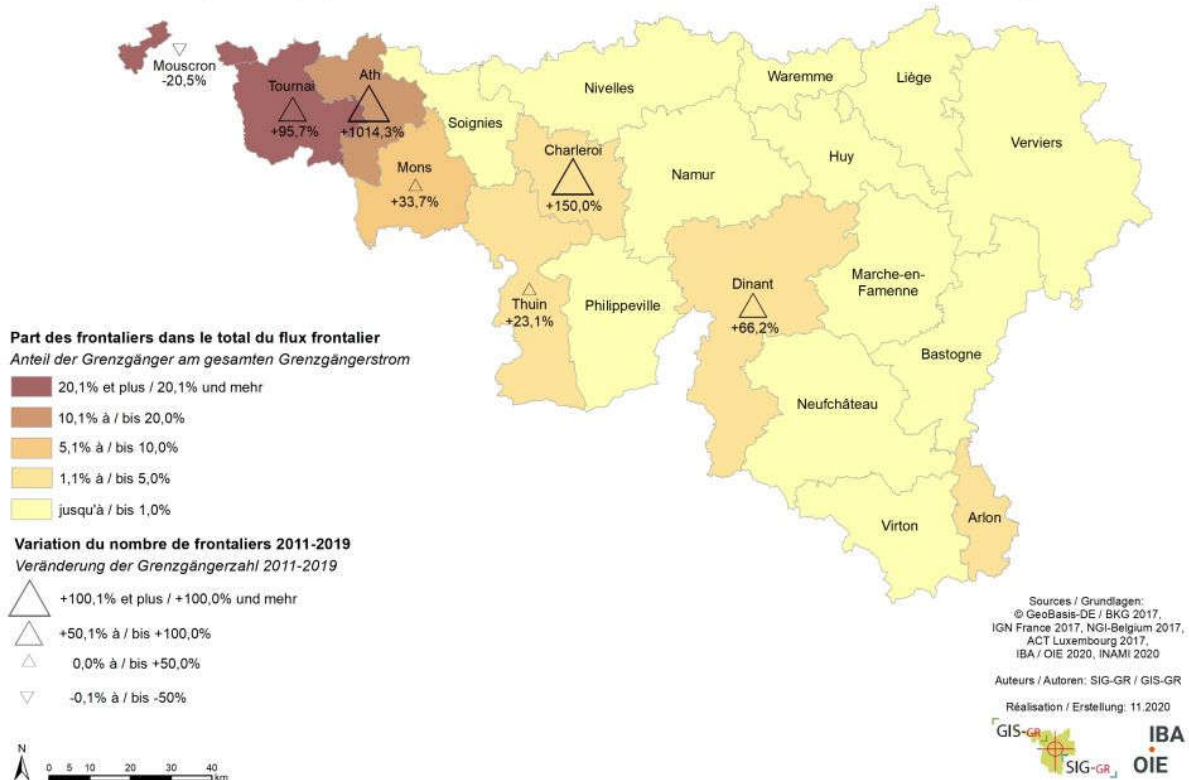 Mouscron
-20,5%
Tournai
+95,7%
Ath
+1014,3%
Soignies
Nivelles
Waremme
Liège
Verviers
Mons
+33,7%
Charleroi
+150,0%
Namur
Huy
Thuin
+23,1%
Philippeville
Dinant
+66,2%
Marche-en-
Famenne
Bastogne
Neufchâteau
Virton
Arlon
Part des frontaliers dans le total du flux frontalier
Anteil der Grenzgänger am gesamten Grenzgängerstrom
20,1% et plus / 20,1% und mehr
10,1% à / bis 20,0%
5,1% à / bis 10,0%
1,1% à / bis 5,0%
jusqu'à / bis 1,0%
Variation du nombre de frontaliers 2011-2019
Veränderung der Grenzgängerzahl 2011-2019
+100,1% et plus / +100,0% und mehr
+50,1% à / bis +100,0%
0,0% à / bis +50,0%
-0,1% à / bis -50%
N
0 5 10 20 30 40
km
Sources / Grundlagen:
© GeoBasis-DE / BKG 2017,
IGN France 2017, NGI-Belgium 2017,
ACT Luxembourg 2017,
IBA / OIE 2020, INAMI 2020
Auteurs / Autoren: SIG-GR / GIS-GR
Réalisation / Erstellung: 11.2020
GIS-GR
SIG-GR
IBA
OIE